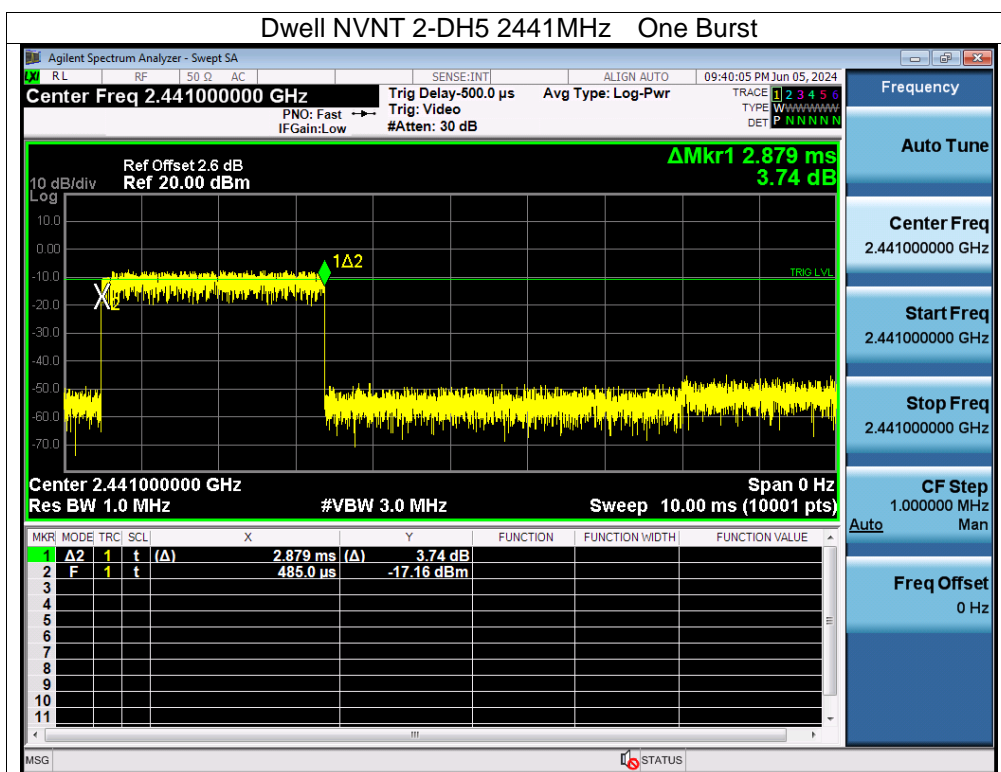 Dwell NVNT 2-DH5 2441MHz One Burst
Agilent Spectrum Analyzer - Swept SA
LXI RL RF 50 Ω AC SENSE:INT ALIGN AUTO 09:40:05 PM Jun 05, 2024
Center Freq 2.441000000 GHz
PNO: Fast
IFGain:Low
Trig Delay-500.0 µs
Trig: Video
#Atten: 30 dB
Avg Type: Log-Pwr
TRACE 1 2 3 4 5 6
TYPE WWWWWWW
DET P N N N N N
ΔMkr1 2.879 ms
3.74 dB
Ref Offset 2.6 dB
10 dB/div Ref 20.00 dBm
Log
10.0
0.00
-10.0
-20.0
-30.0
-40.0
-50.0
-60.0
-70.0
1Δ2
TRIG LVL
2
Center 2.441000000 GHz Span 0 Hz
Res BW 1.0 MHz #VBW 3.0 MHz Sweep 10.00 ms (10001 pts)
MKR MODE TRC SCL X Y FUNCTION FUNCTION WIDTH FUNCTION VALUE
1 Δ2 1 t (Δ) 2.879 ms (Δ) 3.74 dB
2 F 1 t 485.0 µs -17.16 dBm
3
4
5
6
7
8
9
10
11
MSG STATUS
Frequency
Auto Tune
Center Freq
2.441000000 GHz
Start Freq
2.441000000 GHz
Stop Freq
2.441000000 GHz
CF Step
1.000000 MHz
Auto Man
Freq Offset
0 Hz